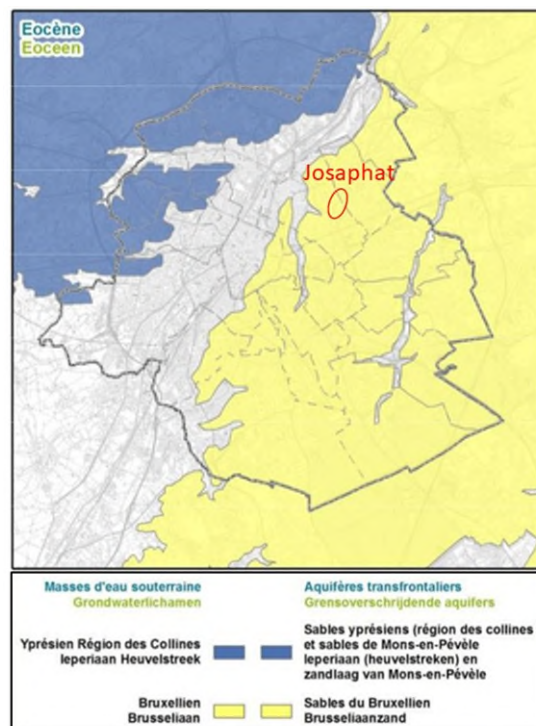 Eocène
Eoceen
Josaphat
Masses d'eau souterraine
Grondwaterlichamen
Aquifères transfrontaliers
Grensoverschrijdende aquifers
Yprésien Région des Collines
Ieperiaan Heuvelstreek
Sables yprésiens (région des collines
et sables de Mons-en-Pévèle
Ieperiaan (heuvelstreken) en
zandlaag van Mons-en-Pévèle
Bruxellien
Brusseliaan
Sables du Bruxellien
Brusseliaanzand